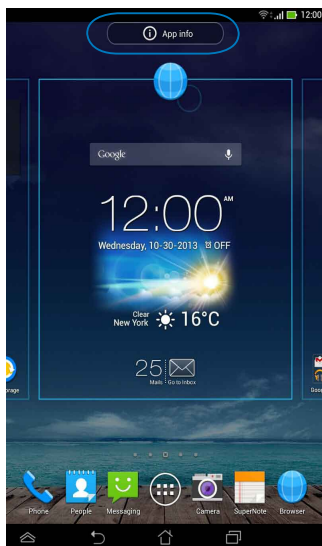 12:00
App info
Google
12:00 AM
Wednesday, 10-30-2013 OFF
Clear
New York 16°C
25
Mails Go to Inbox
Phone People Messaging Camera SuperNote Browser